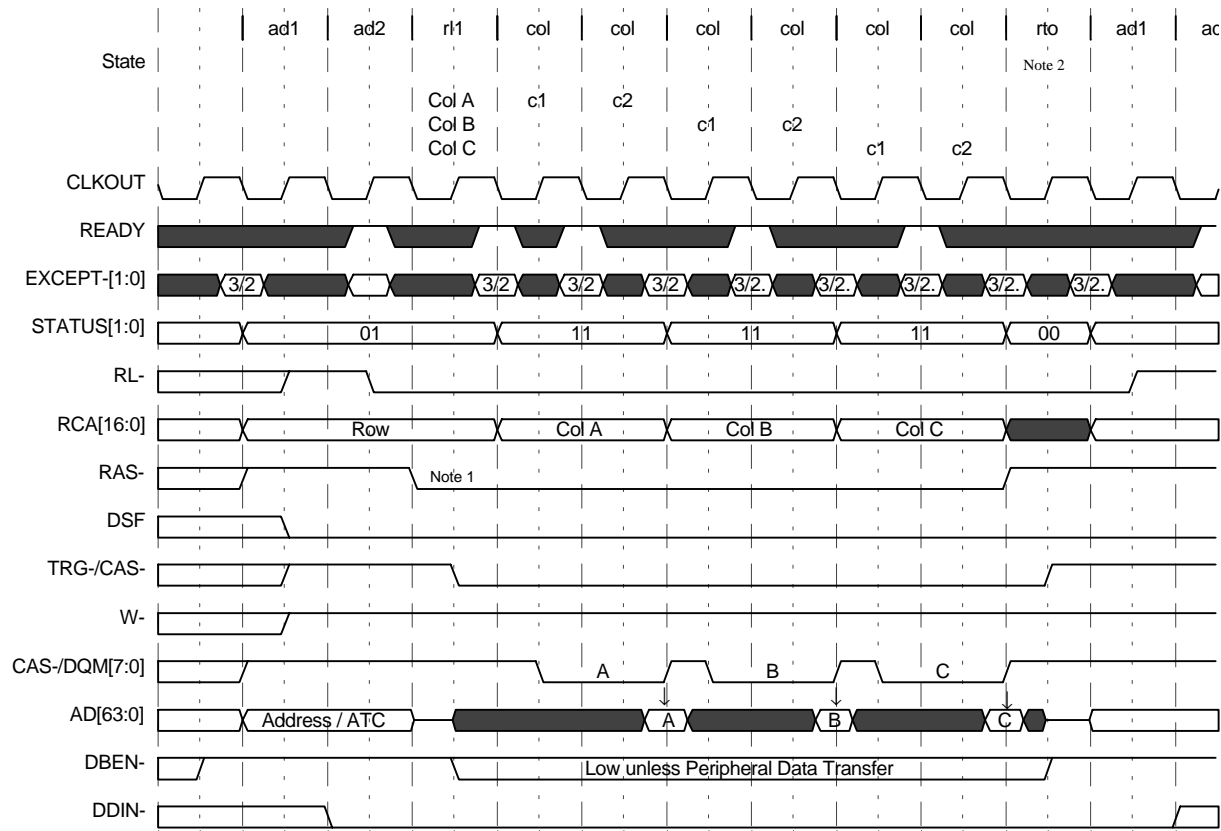 ad1 ad2 rl1 col col col col col col rto ad1 ac
State Note 2
Col A c1 c2
Col B c1 c2
Col C c1 c2
CLKOUT
READY
EXCEPT-[1:0] 3/2 3/2 3/2 3/2 3/2. 3/2. 3/2. 3/2. 3/2.
STATUS[1:0] 01 11 11 11 00
RL-
RCA[16:0] Row Col A Col B Col C
RAS- Note 1
DSF
TRG-/CAS-
W-
CAS-/DQM[7:0] A B C
AD[63:0] Address / ATC A B C
DBEN- Low unless Peripheral Data Transfer
DDIN-